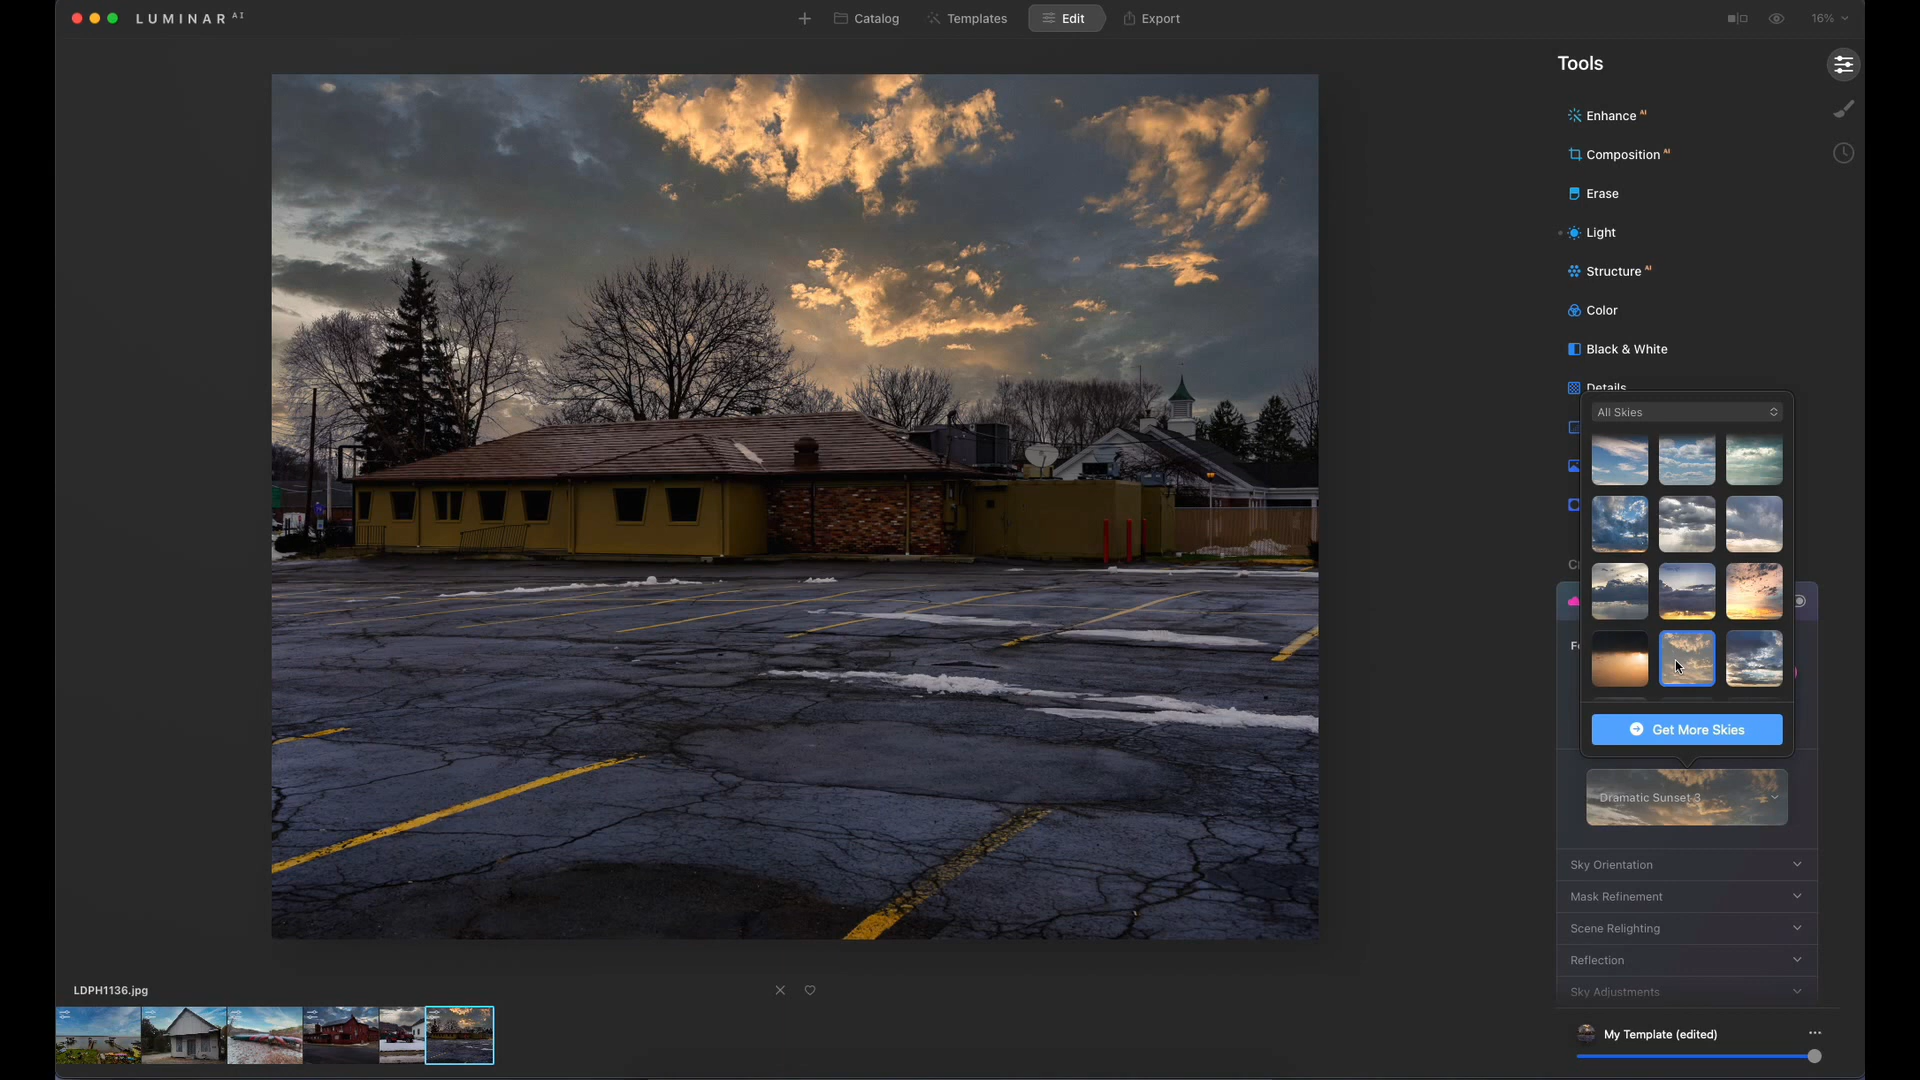 LUMINAR AI
Catalog
Templates
Edit
Export
16%
Tools
Enhance AI
Composition AI
Erase
Light
Structure AI
Color
Black & White
Details
All Skies
Get More Skies
Dramatic Sunset 3
Sky Orientation
Mask Refinement
Scene Relighting
Reflection
Sky Adjustments
LDPH1136.jpg
My Template (edited)